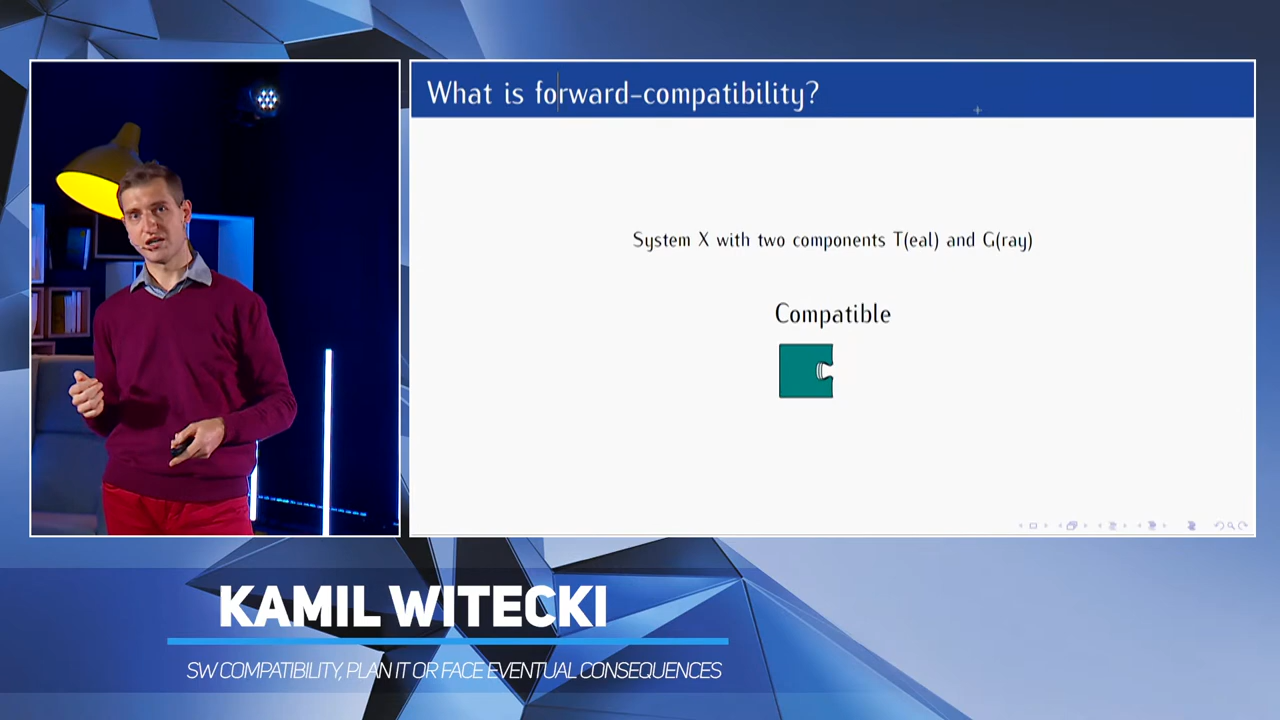 What is forward-compatibility?
System X with two components T(eal) and G(ray)
Compatible
KAMIL WITECKI
SW COMPATIBILITY, PLAN IT OR FACE EVENTUAL CONSEQUENCES